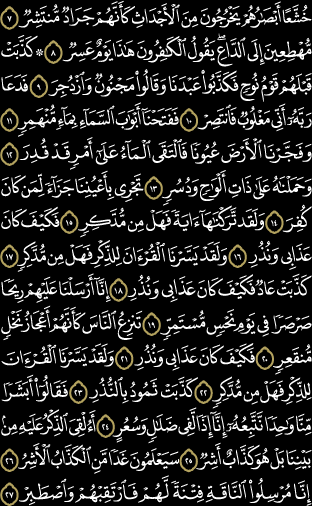 خُشَّعًا أَبْصَٰرُهُمْ يَخْرُجُونَ مِنَ ٱلْأَجْدَاثِ كَأَنَّهُمْ جَرَادٌ مُّنتَشِرٌ ٧
مُّهْطِعِينَ إِلَى ٱلدَّاعِ ۖ يَقُولُ ٱلْكَٰفِرُونَ هَٰذَا يَوْمٌ عَسِرٌ ٨ ۞ كَذَّبَتْ
قَبْلَهُمْ قَوْمُ نُوحٍ فَكَذَّبُوا۟ عَبْدَنَا وَقَالُوا۟ مَجْنُونٌ وَٱزْدُجِرَ ٩ فَدَعَا
رَبَّهُۥٓ أَنِّى مَغْلُوبٌ فَٱنتَصِرْ ١٠ فَفَتَحْنَآ أَبْوَٰبَ ٱلسَّمَآءِ بِمَآءٍ مُّنْهَمِرٍ ١١
وَفَجَّرْنَا ٱلْأَرْضَ عُيُونًا فَٱلْتَقَى ٱلْمَآءُ عَلَىٰٓ أَمْرٍ قَدْ قُدِرَ ١٢
وَحَمَلْنَٰهُ عَلَىٰ ذَاتِ أَلْوَٰحٍ وَدُسُرٍ ١٣ تَجْرِى بِأَعْيُنِنَا جَزَآءً لِّمَن كَانَ
كُفِرَ ١٤ وَلَقَد تَّرَكْنَٰهَآ ءَايَةً فَهَلْ مِن مُّدَّكِرٍ ١٥ فَكَيْفَ كَانَ
عَذَابِى وَنُذُرِ ١٦ وَلَقَدْ يَسَّرْنَا ٱلْقُرْءَانَ لِلذِّكْرِ فَهَلْ مِن مُّدَّكِرٍ ١٧
كَذَّبَتْ عَادٌ فَكَيْفَ كَانَ عَذَابِى وَنُذُرِ ١٨ إِنَّآ أَرْسَلْنَا عَلَيْهِمْ رِيحًا
صَرْصَرًا فِى يَوْمِ نَحْسٍ مُّسْتَمِرٍّ ١٩ تَنزِعُ ٱلنَّاسَ كَأَنَّهُمْ أَعْجَازُ نَخْلٍ
مُّنقَعِرٍ ٢٠ فَكَيْفَ كَانَ عَذَابِى وَنُذُرِ ٢١ وَلَقَدْ يَسَّرْنَا ٱلْقُرْءَانَ
لِلذِّكْرِ فَهَلْ مِن مُّدَّكِرٍ ٢٢ كَذَّبَتْ ثَمُودُ بِٱلنُّذُرِ ٢٣ فَقَالُوٓا۟ أَبَشَرًا
مِّنَّا وَٰحِدًا نَّتَّبِعُهُۥٓ إِنَّآ إِذًا لَّفِى ضَلَٰلٍ وَسُعُرٍ ٢٤ أَءُلْقِىَ ٱلذِّكْرُ عَلَيْهِ مِنۢ
بَيْنِنَا بَلْ هُوَ كَذَّابٌ أَشِرٌ ٢٥ سَيَعْلَمُونَ غَدًا مَّنِ ٱلْكَذَّابُ ٱلْأَشِرُ ٢٦
إِنَّا مُرْسِلُوا۟ ٱلنَّاقَةِ فِتْنَةً لَّهُمْ فَٱرْتَقِبْهُمْ وَٱصْطَبِرْ ٢٧